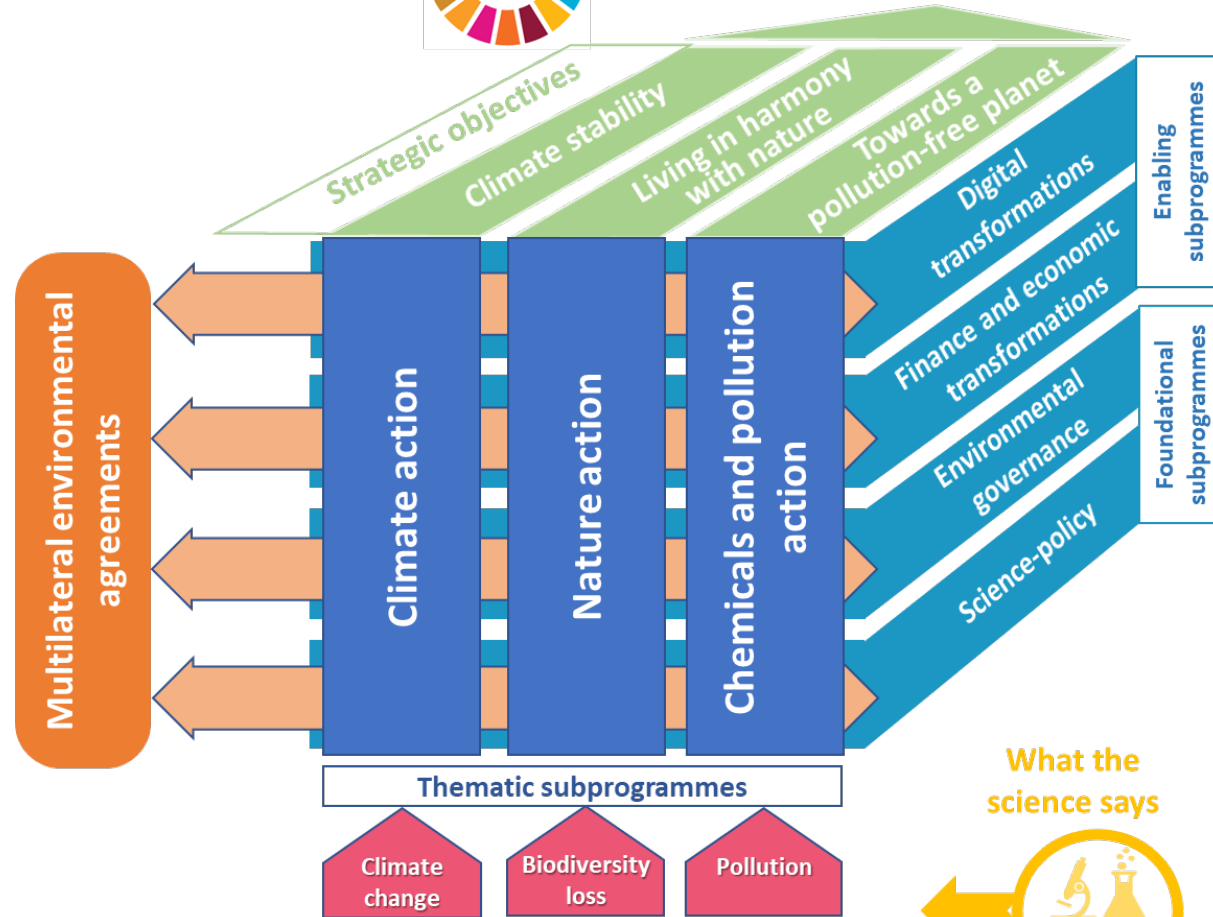 Strategic objectives
Climate stability
Living in harmony
with nature
Towards a
pollution-free planet
Digital
transformations
Finance and economic
transformations
Environmental
governance
Science-policy
Enabling
subprogrammes
Foundational
subprogrammes
Multilateral environmental
agreements
Climate action
Nature action
Chemicals and pollution
action
Thematic subprogrammes
Climate
change
Biodiversity
loss
Pollution
What the
science says